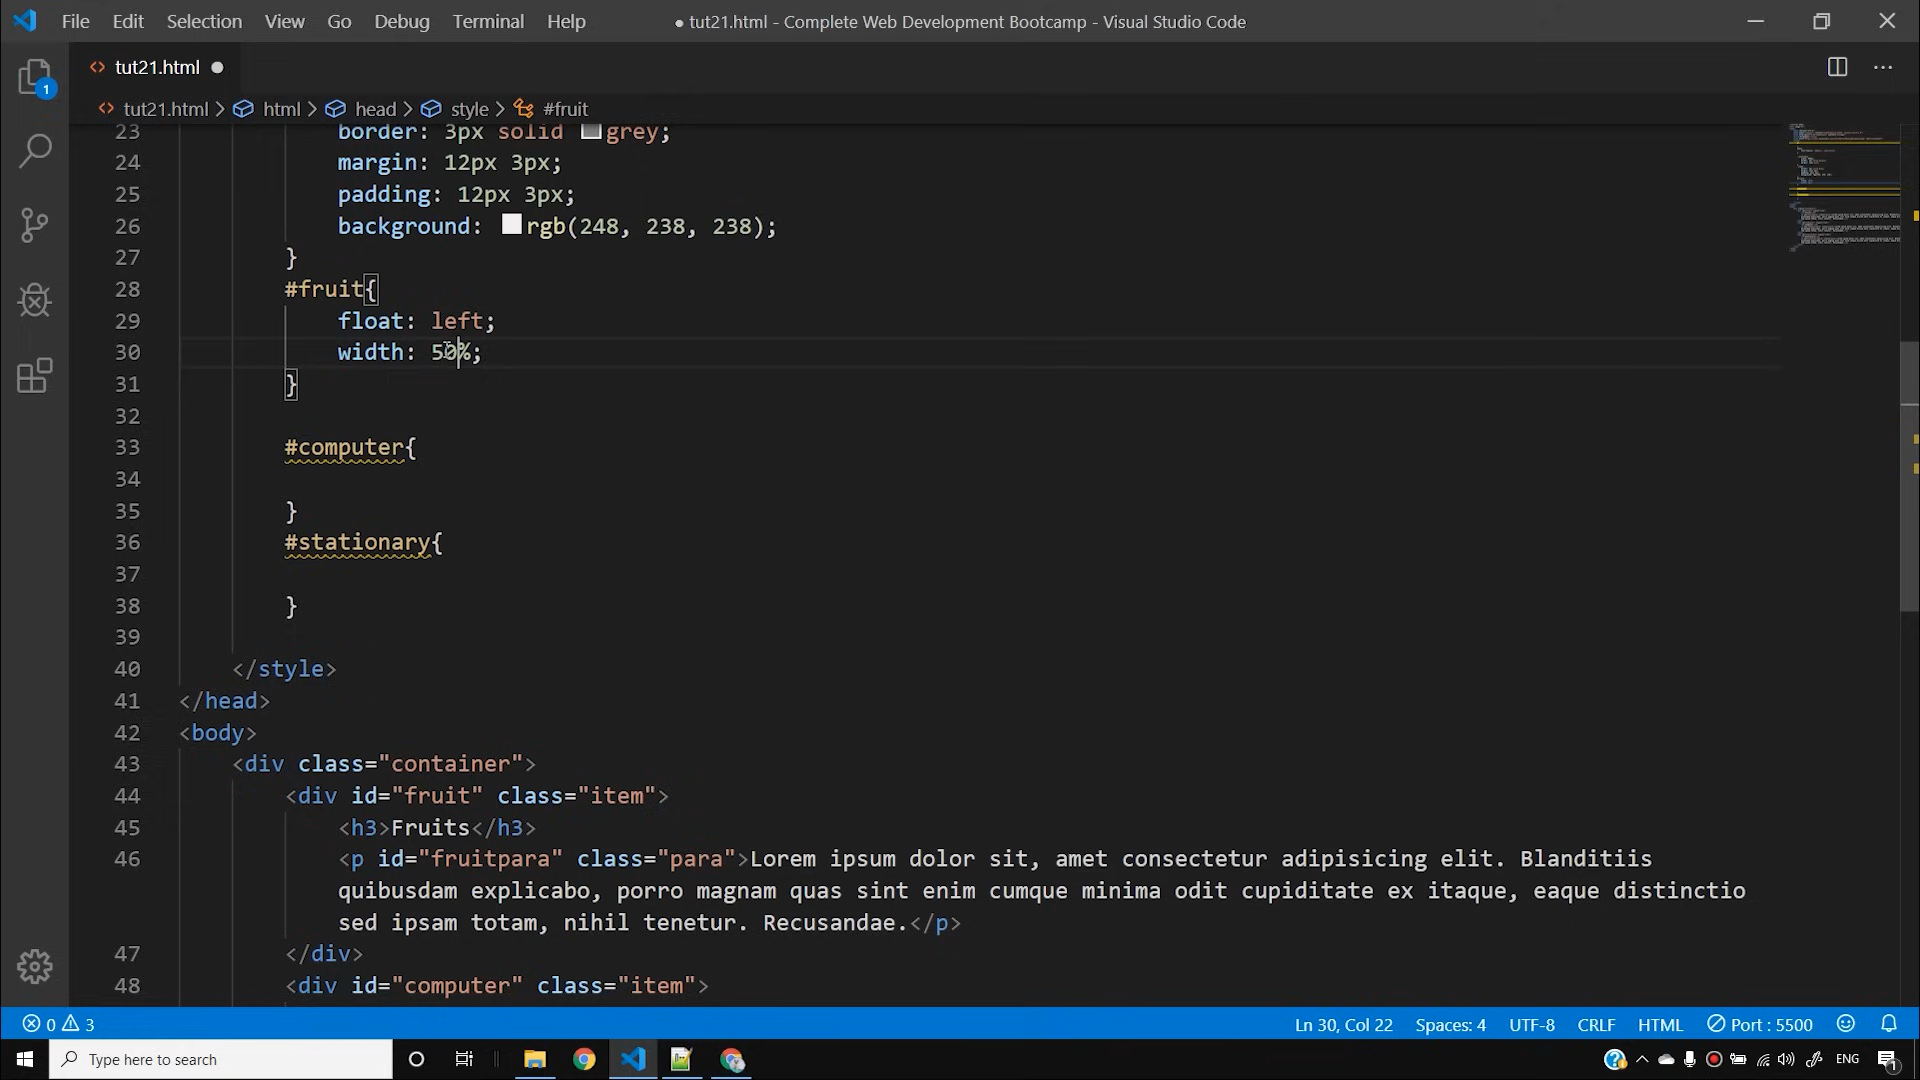 File Edit Selection View Go Debug Terminal Help ● tut21.html - Complete Web Development Bootcamp - Visual Studio Code
<> tut21.html ●
<> tut21.html > html > head > style > #fruit
1
23 border: 3px solid grey;
24 margin: 12px 3px;
25 padding: 12px 3px;
26 background: rgb(248, 238, 238);
27 }
28 #fruit{
29 float: left;
30 width: 50%;
31 }
32
33 #computer{
34
35 }
36 #stationary{
37
38 }
39
40 </style>
41 </head>
42 <body>
43 <div class="container">
44 <div id="fruit" class="item">
45 <h3>Fruits</h3>
46 <p id="fruitpara" class="para">Lorem ipsum dolor sit, amet consectetur adipisicing elit. Blanditiis
quibusdam explicabo, porro magnam quas sint enim cumque minima odit cupiditate ex itaque, eaque distinctio
sed ipsam totam, nihil tenetur. Recusandae.</p>
47 </div>
48 <div id="computer" class="item">
0 3 Ln 30, Col 22 Spaces: 4 UTF-8 CRLF HTML Port : 5500
Type here to search ENG 1